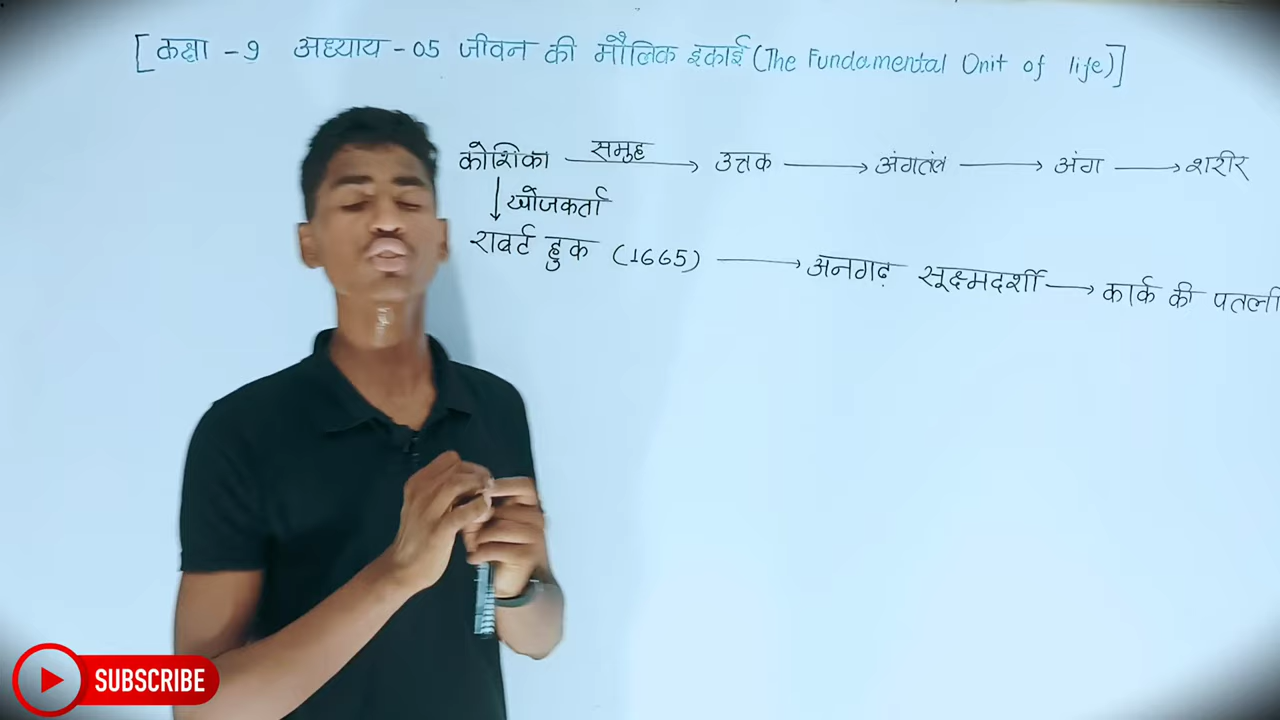 [कक्षा -9 अध्याय -05 जीवन की मौलिक इकाई (The Fundamental Unit of life)]
कोशिका समुह उत्तक अंगतंत्र अंग शरीर
खोजकर्ता
राबर्ट हुक (1665) अनगढ़ सूक्ष्मदर्शी कार्क की पतली
SUBSCRIBE